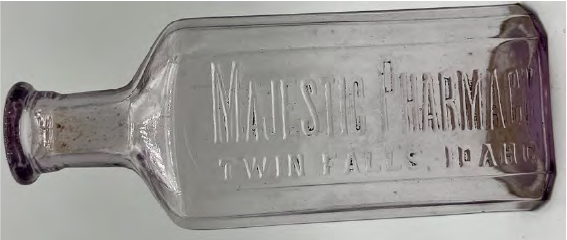 MAJESTIC PHARMACY
TWIN FALLS, IDAHO